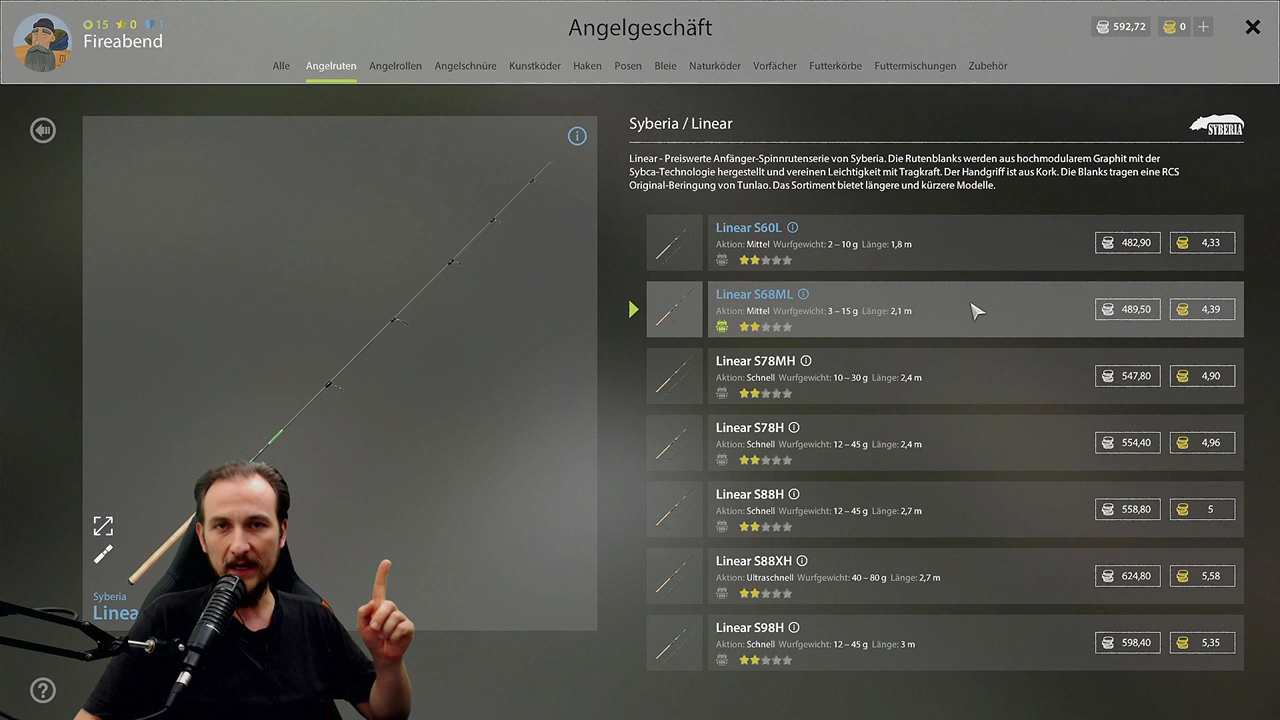 15 0 1
Fireabend
Angelgeschäft
592,72 0
Alle Angelruten Angelrollen Angelschnüre Kunstköder Haken Posen Bleie Naturköder Vorfächer Futterkörbe Futtermischungen Zubehör
Syberia / Linear
SYBERIA
Linear - Preiswerte Anfänger-Spinnrutenserie von Syberia. Die Rutenblanks werden aus hochmodularem Graphit mit der
Sybca-Technologie hergestellt und vereinen Leichtigkeit mit Tragkraft. Der Handgriff ist aus Kork. Die Blanks tragen eine RCS
Original-Beringung von Tunlao. Das Sortiment bietet längere und kürzere Modelle.
Linear S60L
Aktion: Mittel Wurfgewicht: 2 – 10 g Länge: 1,8 m
482,90 4,33
Linear S68ML
Aktion: Mittel Wurfgewicht: 3 – 15 g Länge: 2,1 m
489,50 4,39
Linear S78MH
Aktion: Schnell Wurfgewicht: 10 – 30 g Länge: 2,4 m
547,80 4,90
Linear S78H
Aktion: Schnell Wurfgewicht: 12 – 45 g Länge: 2,4 m
554,40 4,96
Linear S88H
Aktion: Schnell Wurfgewicht: 12 – 45 g Länge: 2,7 m
558,80 5
Linear S88XH
Aktion: Ultraschnell Wurfgewicht: 40 – 80 g Länge: 2,7 m
624,80 5,58
Linear S98H
Aktion: Schnell Wurfgewicht: 12 – 45 g Länge: 3 m
598,40 5,35
Syberia
Linea